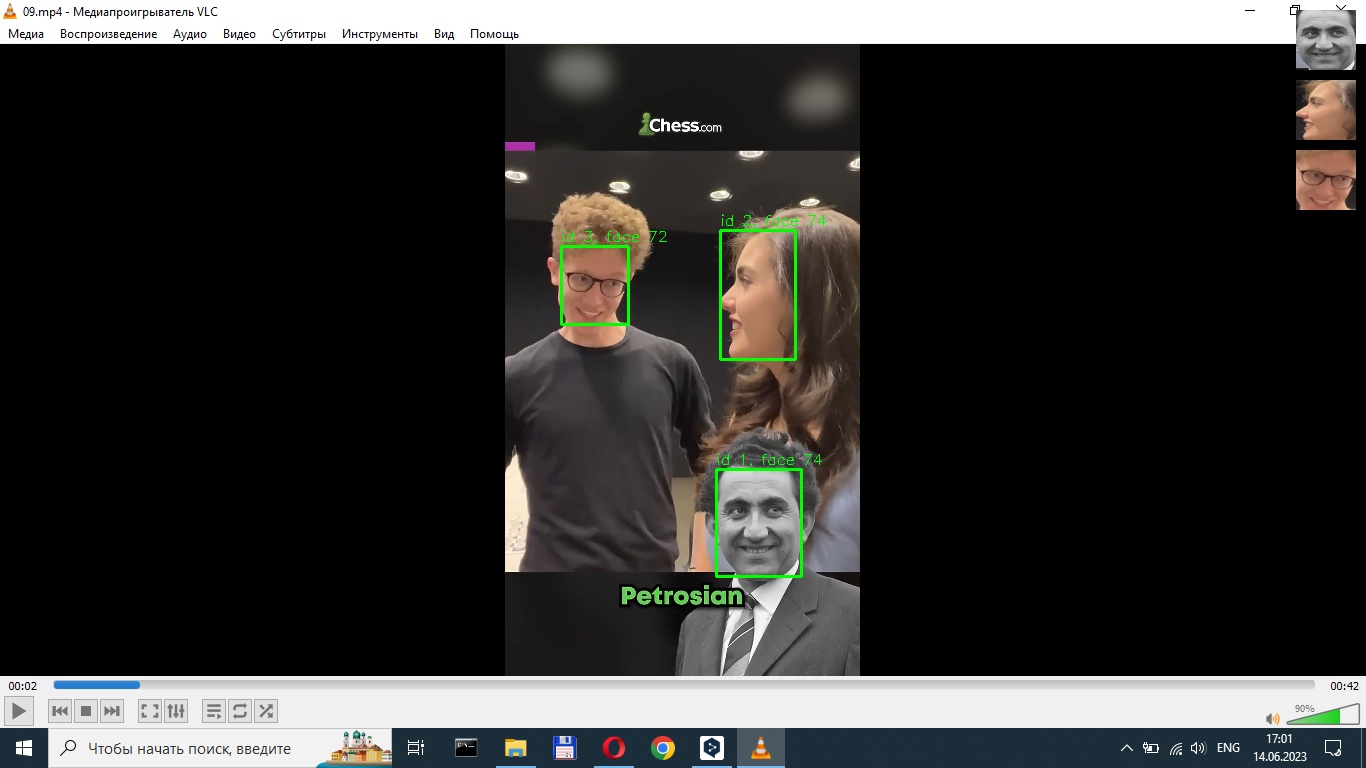 09.mp4 - Медиапроигрыватель VLC
Медиа Воспроизведение Аудио Видео Субтитры Инструменты Вид Помощь
Chess.com
id 2, face 74
id 3, face 72
id 1, face 74
Petrosian
00:02
00:42
90%
Чтобы начать поиск, введите
ENG
17:01
14.06.2023